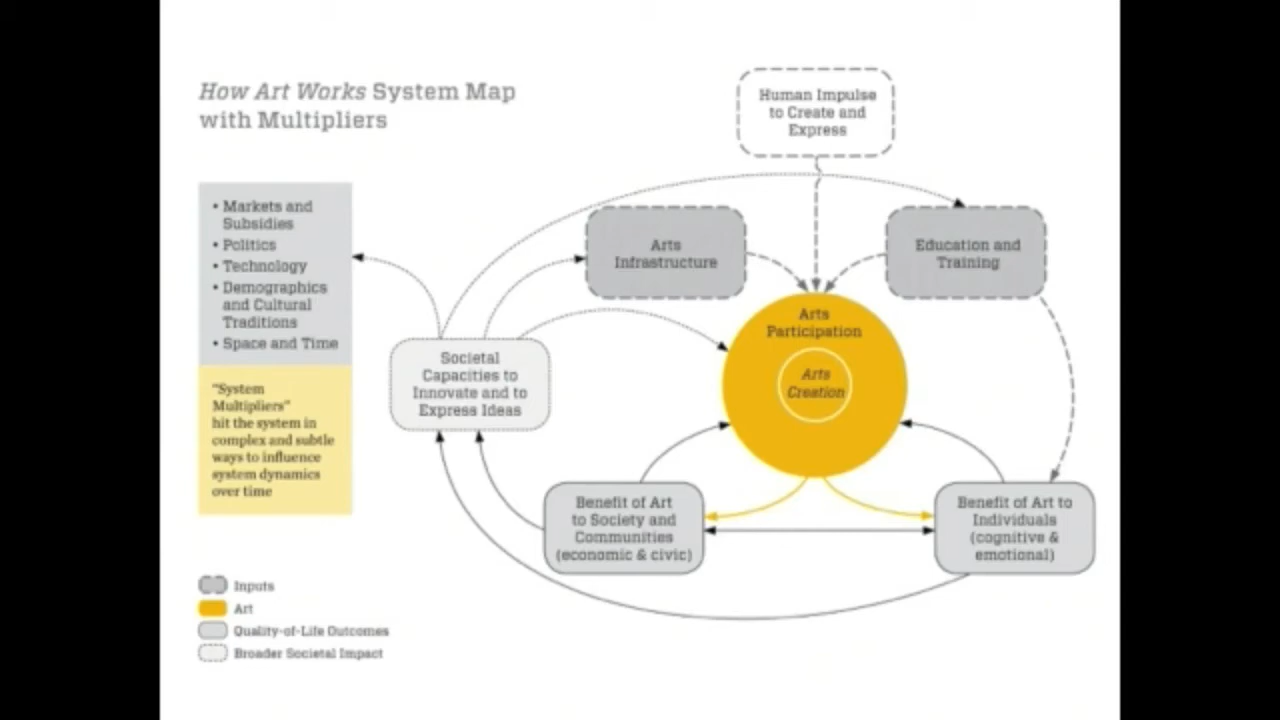 How Art Works System Map
with Multipliers
Human Impulse
to Create and
Express
• Markets and
Subsidies
• Politics
• Technology
• Demographics
and Cultural
Traditions
• Space and Time
"System
Multipliers"
hit the system in
complex and subtle
ways to influence
system dynamics
over time
Arts
Infrastructure
Education and
Training
Arts
Participation
Arts
Creation
Societal
Capacities to
Innovate and to
Express Ideas
Benefit of Art
to Society and
Communities
(economic & civic)
Benefit of Art to
Individuals
(cognitive &
emotional)
Inputs
Art
Quality-of-Life Outcomes
Broader Societal Impact